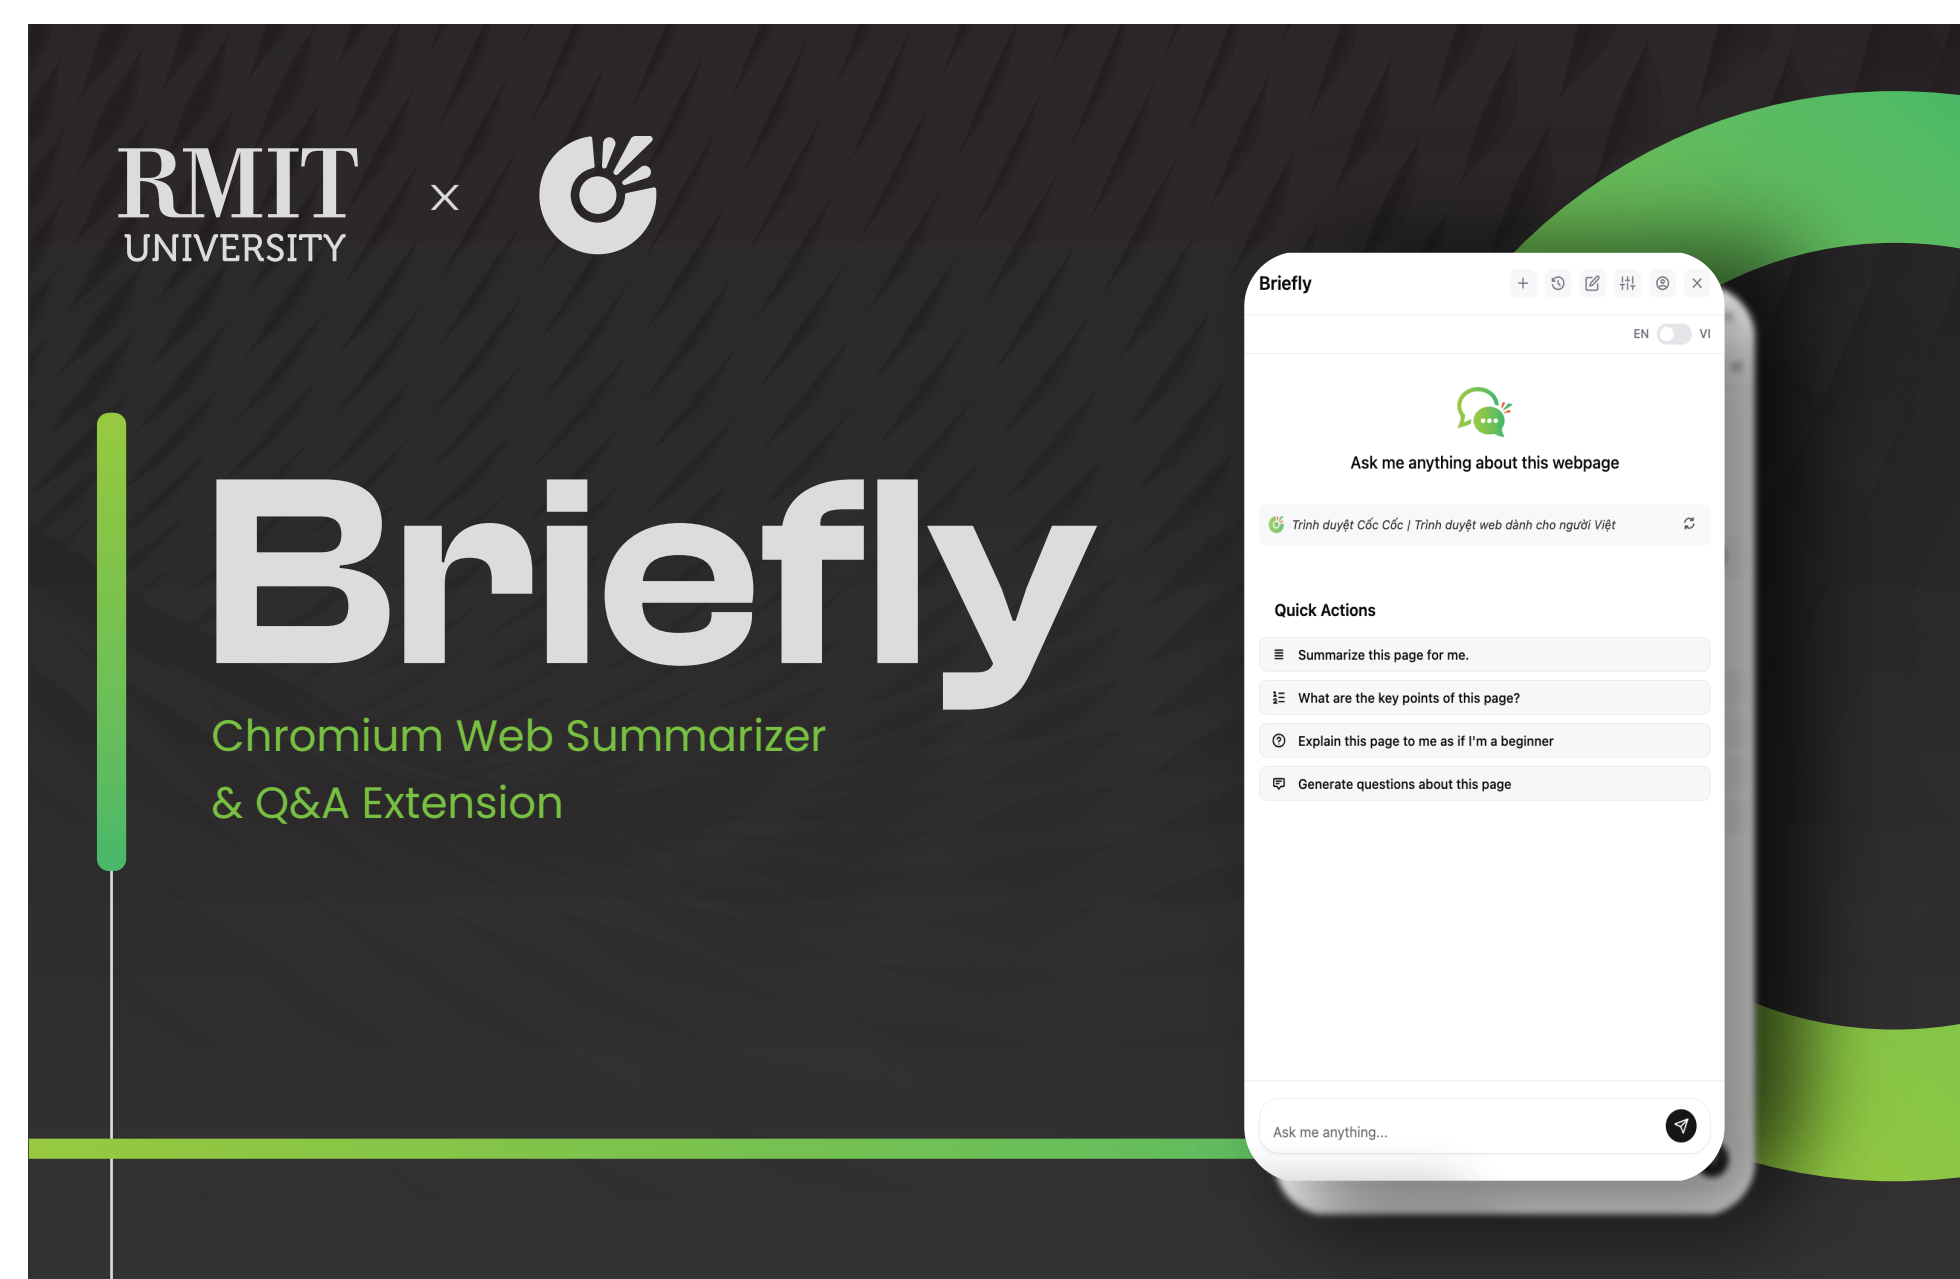 RMIT
UNIVERSITY
x
Briefly
Chromium Web Summarizer
& Q&A Extension
Briefly
EN VI
Ask me anything about this webpage
Trình duyệt Cốc Cốc | Trình duyệt web dành cho người Việt
Quick Actions
Summarize this page for me.
What are the key points of this page?
Explain this page to me as if I'm a beginner
Generate questions about this page
Ask me anything...